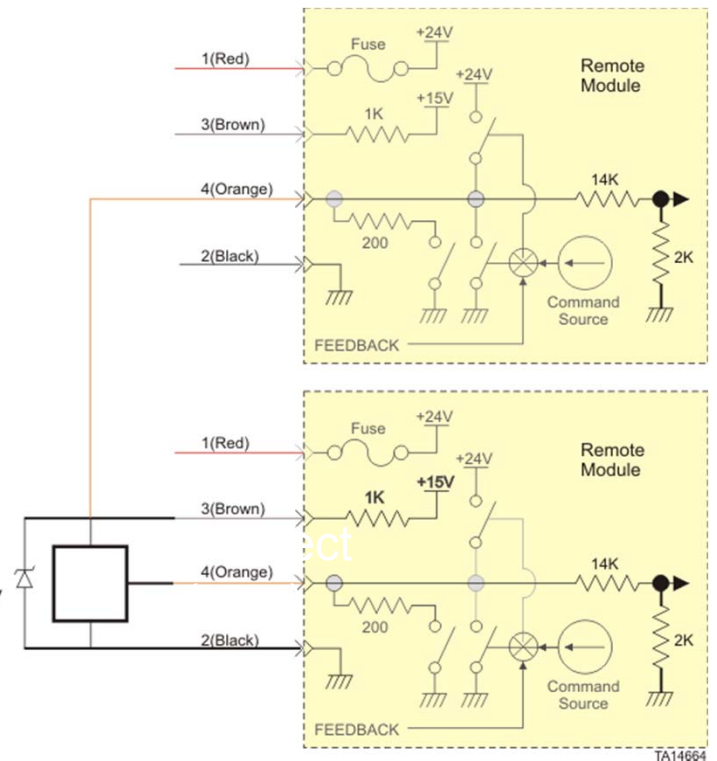 +24V
Fuse
1(Red)
+24V
Remote
Module
+15V
1K
3(Brown)
14K
4(Orange)
200
2(Black)
2K
Command
Source
FEEDBACK
+24V
Fuse
1(Red)
+24V
Remote
Module
+15V
1K
3(Brown)
ect
14K
4(Orange)
200
2(Black)
2K
Command
Source
FEEDBACK
TA14664